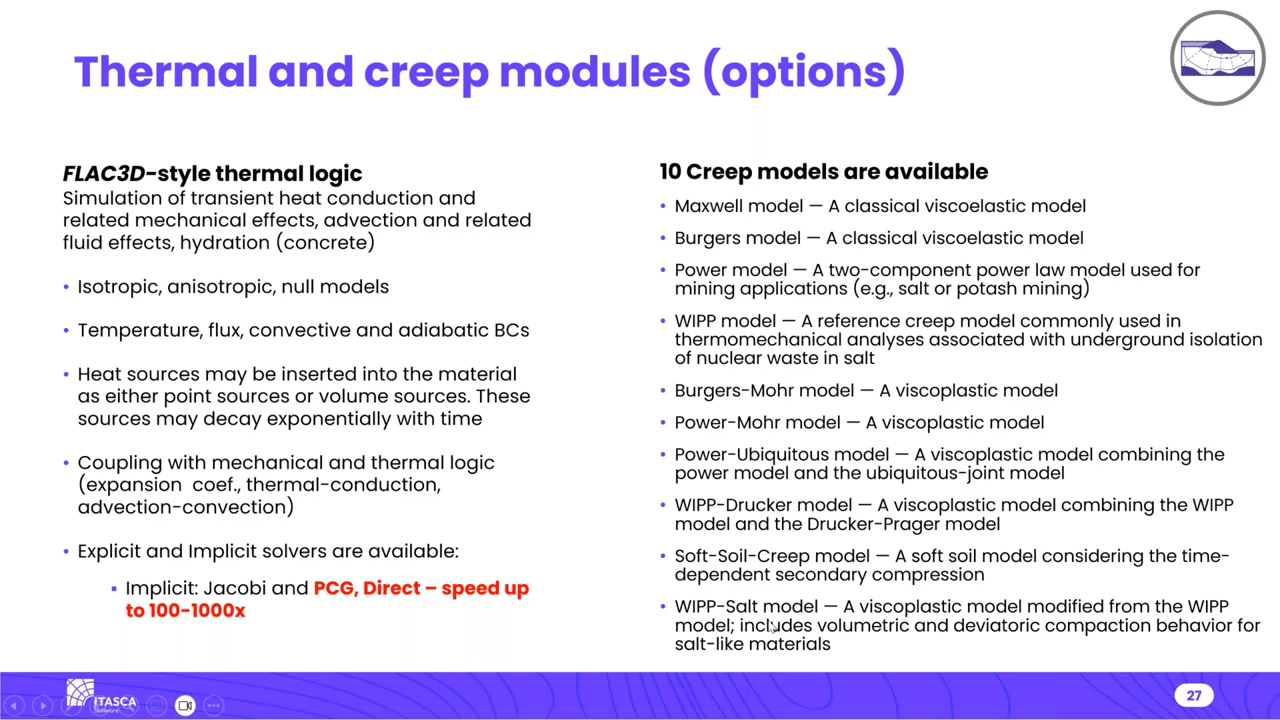 Thermal and creep modules (options)
FLAC3D-style thermal logic
Simulation of transient heat conduction and
related mechanical effects, advection and related
fluid effects, hydration (concrete)
• Isotropic, anisotropic, null models
• Temperature, flux, convective and adiabatic BCs
• Heat sources may be inserted into the material
as either point sources or volume sources. These
sources may decay exponentially with time
• Coupling with mechanical and thermal logic
(expansion coef., thermal-conduction,
advection-convection)
• Explicit and Implicit solvers are available:
▪ Implicit: Jacobi and PCG, Direct – speed up
to 100-1000x
10 Creep models are available
• Maxwell model — A classical viscoelastic model
• Burgers model — A classical viscoelastic model
• Power model — A two-component power law model used for
mining applications (e.g., salt or potash mining)
• WIPP model — A reference creep model commonly used in
thermomechanical analyses associated with underground isolation
of nuclear waste in salt
• Burgers-Mohr model — A viscoplastic model
• Power-Mohr model — A viscoplastic model
• Power-Ubiquitous model — A viscoplastic model combining the
power model and the ubiquitous-joint model
• WIPP-Drucker model — A viscoplastic model combining the WIPP
model and the Drucker-Prager model
• Soft-Soil-Creep model — A soft soil model considering the time-
dependent secondary compression
• WIPP-Salt model — A viscoplastic model modified from the WIPP
model; includes volumetric and deviatoric compaction behavior for
salt-like materials
ITASCA
Software
27